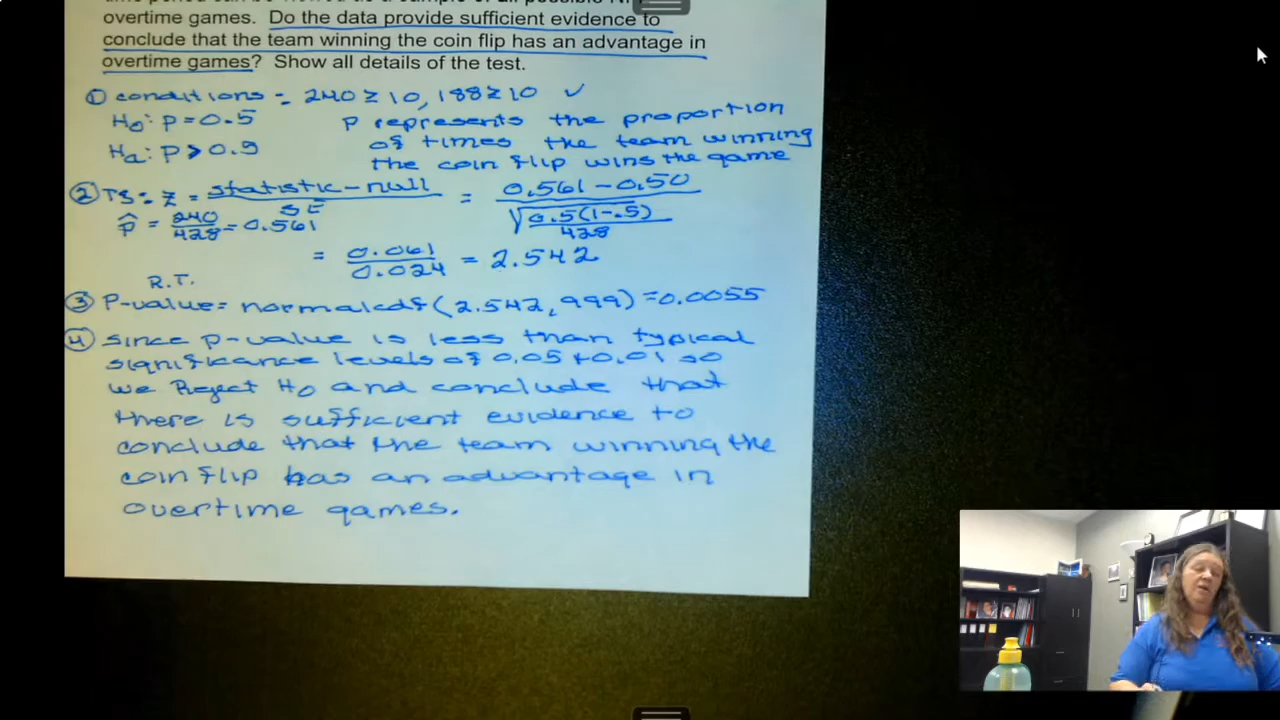 overtime games. Do the data provide sufficient evidence to
conclude that the team winning the coin flip has an advantage in
overtime games? Show all details of the test.
① conditions = 240 ≥ 10, 188 ≥ 10 ✓
H₀: P = 0.5 P represents the proportion
Hₐ: P > 0.5 of times the team winning
the coin flip wins the game
② TS: z = statistic - null / SE = 0.561 - 0.50 / √(0.5(1-.5) / 428)
p̂ = 240/428 = 0.561
= 0.061 / 0.024 = 2.542
R.T.
③ P-value = normalcdf(2.542, 999) = 0.0055
④ Since p-value is less than typical
significance levels of 0.05 + 0.01 so
we Reject H₀ and conclude that
there is sufficient evidence to
conclude that the team winning the
coin flip has an advantage in
overtime games.